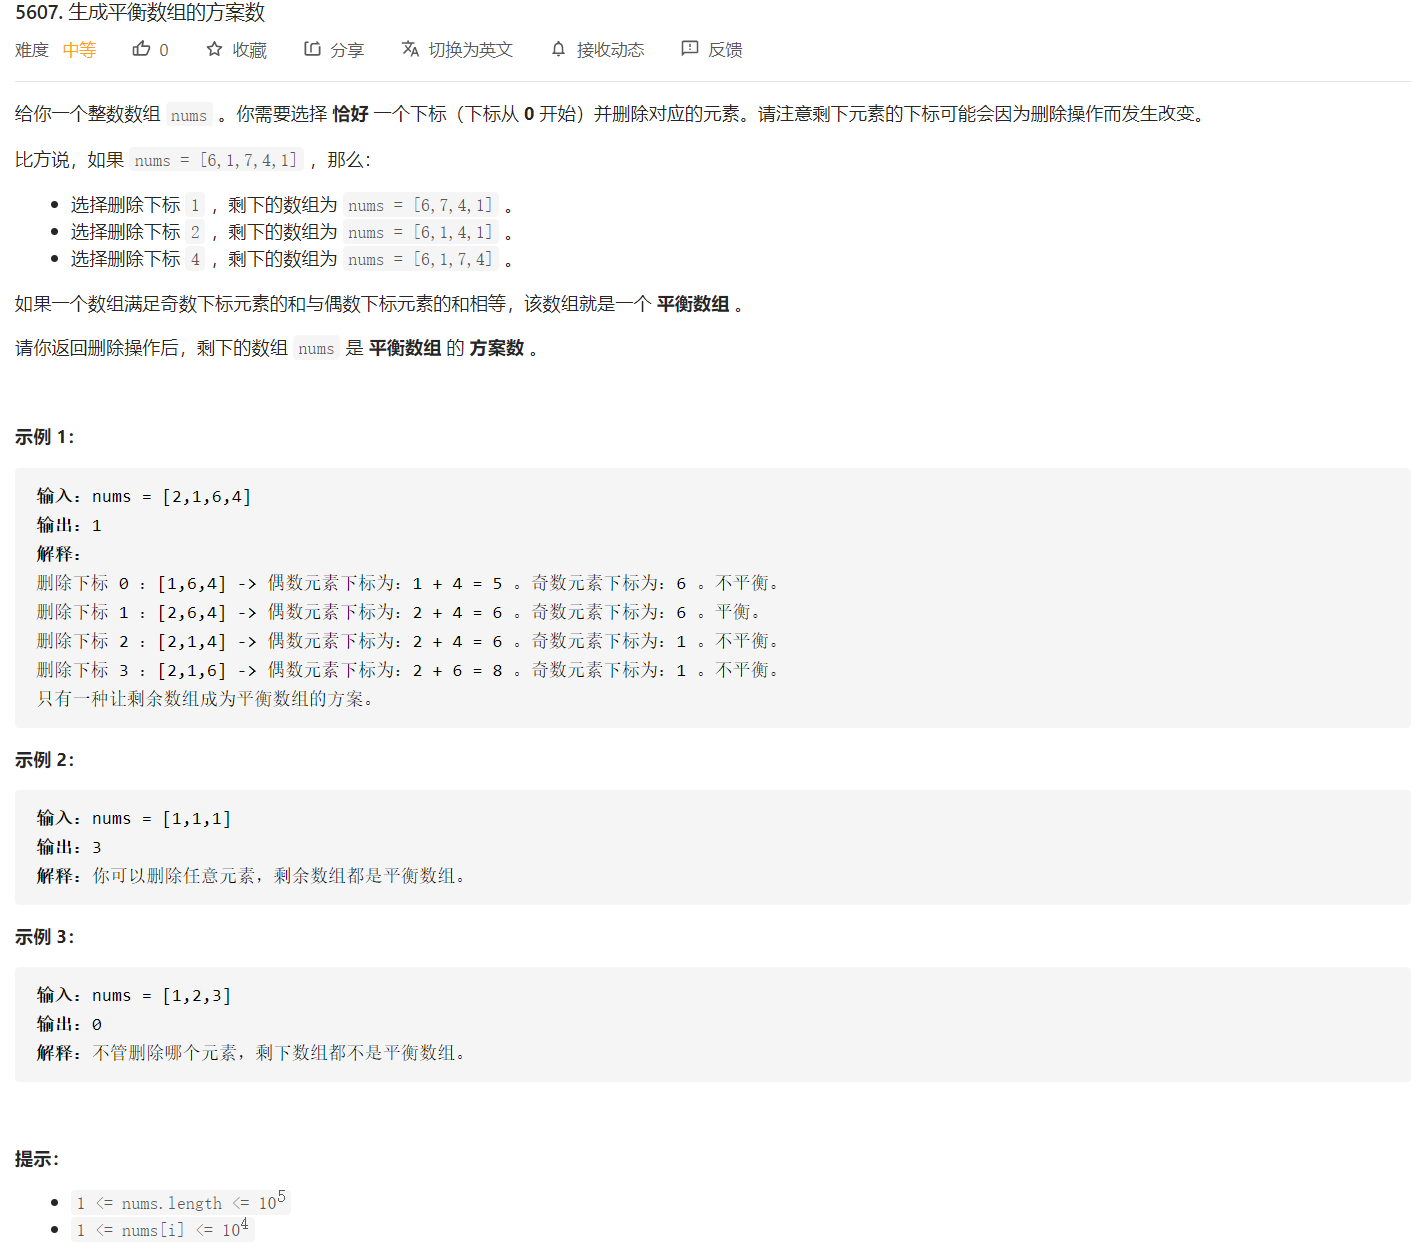 5607. 生成平衡数组的方案数
难度 中等 0 收藏 分享 切换为英文 接收动态 反馈
给你一个整数数组 nums 。你需要选择 恰好 一个下标（下标从 0 开始）并删除对应的元素。请注意剩下元素的下标可能会因为删除操作而发生改变。
比方说，如果 nums = [6,1,7,4,1] ，那么：
• 选择删除下标 1 ，剩下的数组为 nums = [6,7,4,1] 。
• 选择删除下标 2 ，剩下的数组为 nums = [6,1,4,1] 。
• 选择删除下标 4 ，剩下的数组为 nums = [6,1,7,4] 。
如果一个数组满足奇数下标元素的和与偶数下标元素的和相等，该数组就是一个 平衡数组 。
请你返回删除操作后，剩下的数组 nums 是 平衡数组 的 方案数 。
示例 1：
输入：nums = [2,1,6,4]
输出：1
解释：
删除下标 0 ：[1,6,4] -> 偶数元素下标为：1 + 4 = 5 。奇数元素下标为：6 。不平衡。
删除下标 1 ：[2,6,4] -> 偶数元素下标为：2 + 4 = 6 。奇数元素下标为：6 。平衡。
删除下标 2 ：[2,1,4] -> 偶数元素下标为：2 + 4 = 6 。奇数元素下标为：1 。不平衡。
删除下标 3 ：[2,1,6] -> 偶数元素下标为：2 + 6 = 8 。奇数元素下标为：1 。不平衡。
只有一种让剩余数组成为平衡数组的方案。
示例 2：
输入：nums = [1,1,1]
输出：3
解释：你可以删除任意元素，剩余数组都是平衡数组。
示例 3：
输入：nums = [1,2,3]
输出：0
解释：不管删除哪个元素，剩下数组都不是平衡数组。
提示：
• 1 <= nums.length <= 10⁵
• 1 <= nums[i] <= 10⁴